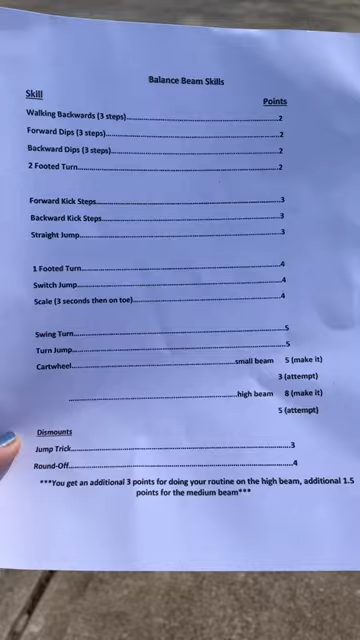 Balance Beam Skills
Skill
Points
Walking Backwards (3 steps)..........2
Forward Dips (3 steps)..........2
Backward Dips (3 steps)..........2
2 Footed Turn..........2
Forward Kick Steps..........3
Backward Kick Steps..........3
Straight Jump..........3
1 Footed Turn..........4
Switch Jump..........4
Scale (3 seconds then on toe)..........4
Swing Turn..........5
Turn Jump..........5
Cartwheel..........small beam 5 (make it)
3 (attempt)
..........high beam 8 (make it)
5 (attempt)
Dismounts
Jump Trick..........3
Round-Off..........4
***You get an additional 3 points for doing your routine on the high beam, additional 1.5
points for the medium beam***